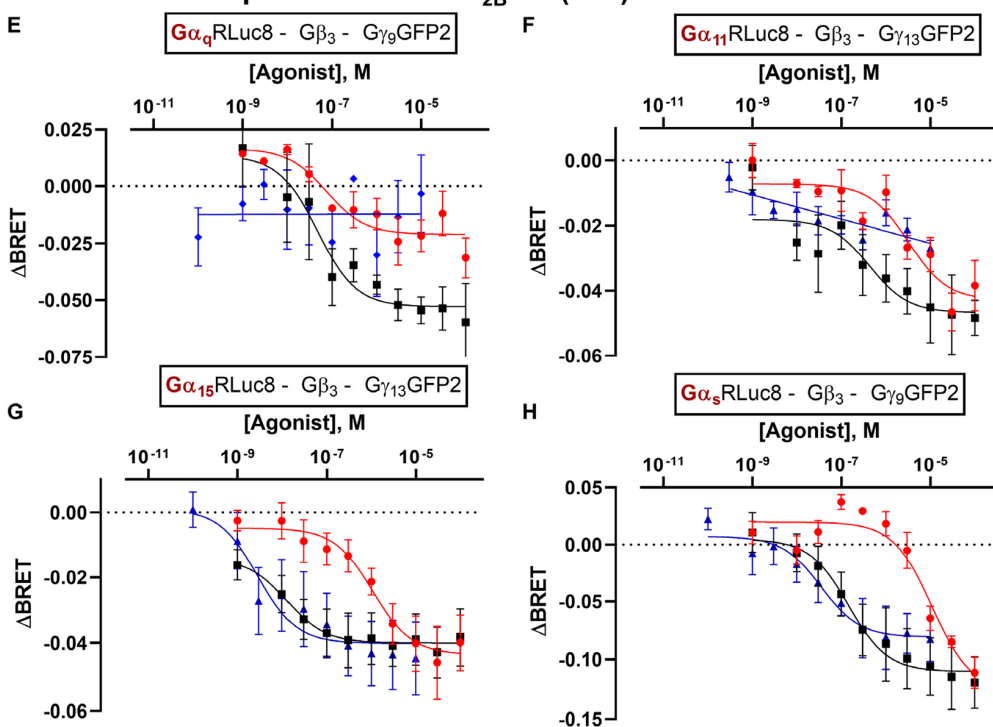 2B
E
GαqRLuc8 - Gβ3 - Gγ9GFP2
[Agonist], M
10-11 10-9 10-7 10-5
0.025
0.000
-0.025
-0.050
-0.075
ΔBRET
F
Gα11RLuc8 - Gβ3 - Gγ13GFP2
[Agonist], M
10-11 10-9 10-7 10-5
0.00
-0.02
-0.04
-0.06
ΔBRET
G
Gα15RLuc8 - Gβ3 - Gγ13GFP2
[Agonist], M
10-11 10-9 10-7 10-5
0.00
-0.02
-0.04
-0.06
ΔBRET
H
GαsRLuc8 - Gβ3 - Gγ9GFP2
[Agonist], M
10-11 10-9 10-7 10-5
0.05
0.00
-0.05
-0.10
-0.15
ΔBRET